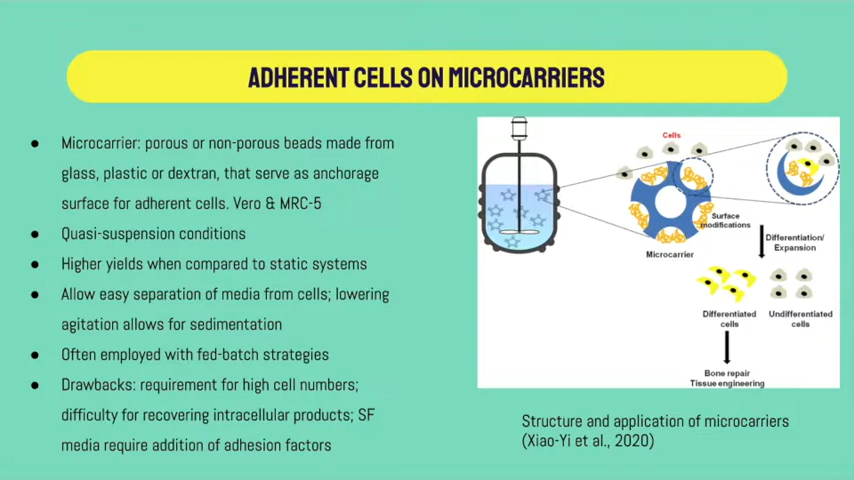 ADHERENT CELLS ON MICROCARRIERS
● Microcarrier: porous or non-porous beads made from
glass, plastic or dextran, that serve as anchorage
surface for adherent cells. Vero & MRC-5
● Quasi-suspension conditions
● Higher yields when compared to static systems
● Allow easy separation of media from cells; lowering
agitation allows for sedimentation
● Often employed with fed-batch strategies
● Drawbacks: requirement for high cell numbers;
difficulty for recovering intracellular products; SF
media require addition of adhesion factors
Cells
Surface
modifications
Microcarrier
Differentiation/
Expansion
Differentiated
cells
Undifferentiated
cells
Bone repair
Tissue engineering
Structure and application of microcarriers
(Xiao-Yi et al., 2020)